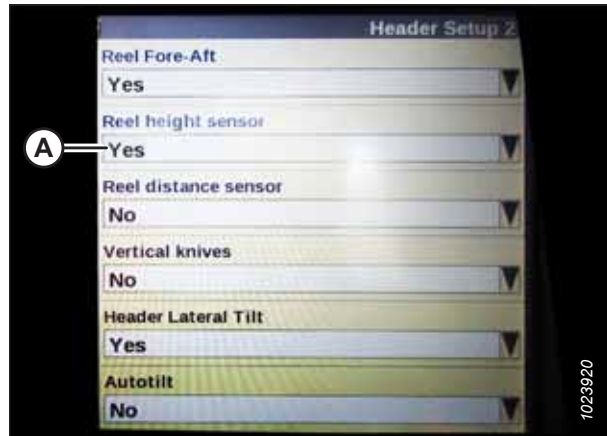 Header Setup 2
Reel Fore-Aft
Yes
Reel height sensor
A
Yes
Reel distance sensor
No
Vertical knives
No
Header Lateral Tilt
Yes
Autotilt
No
1023920